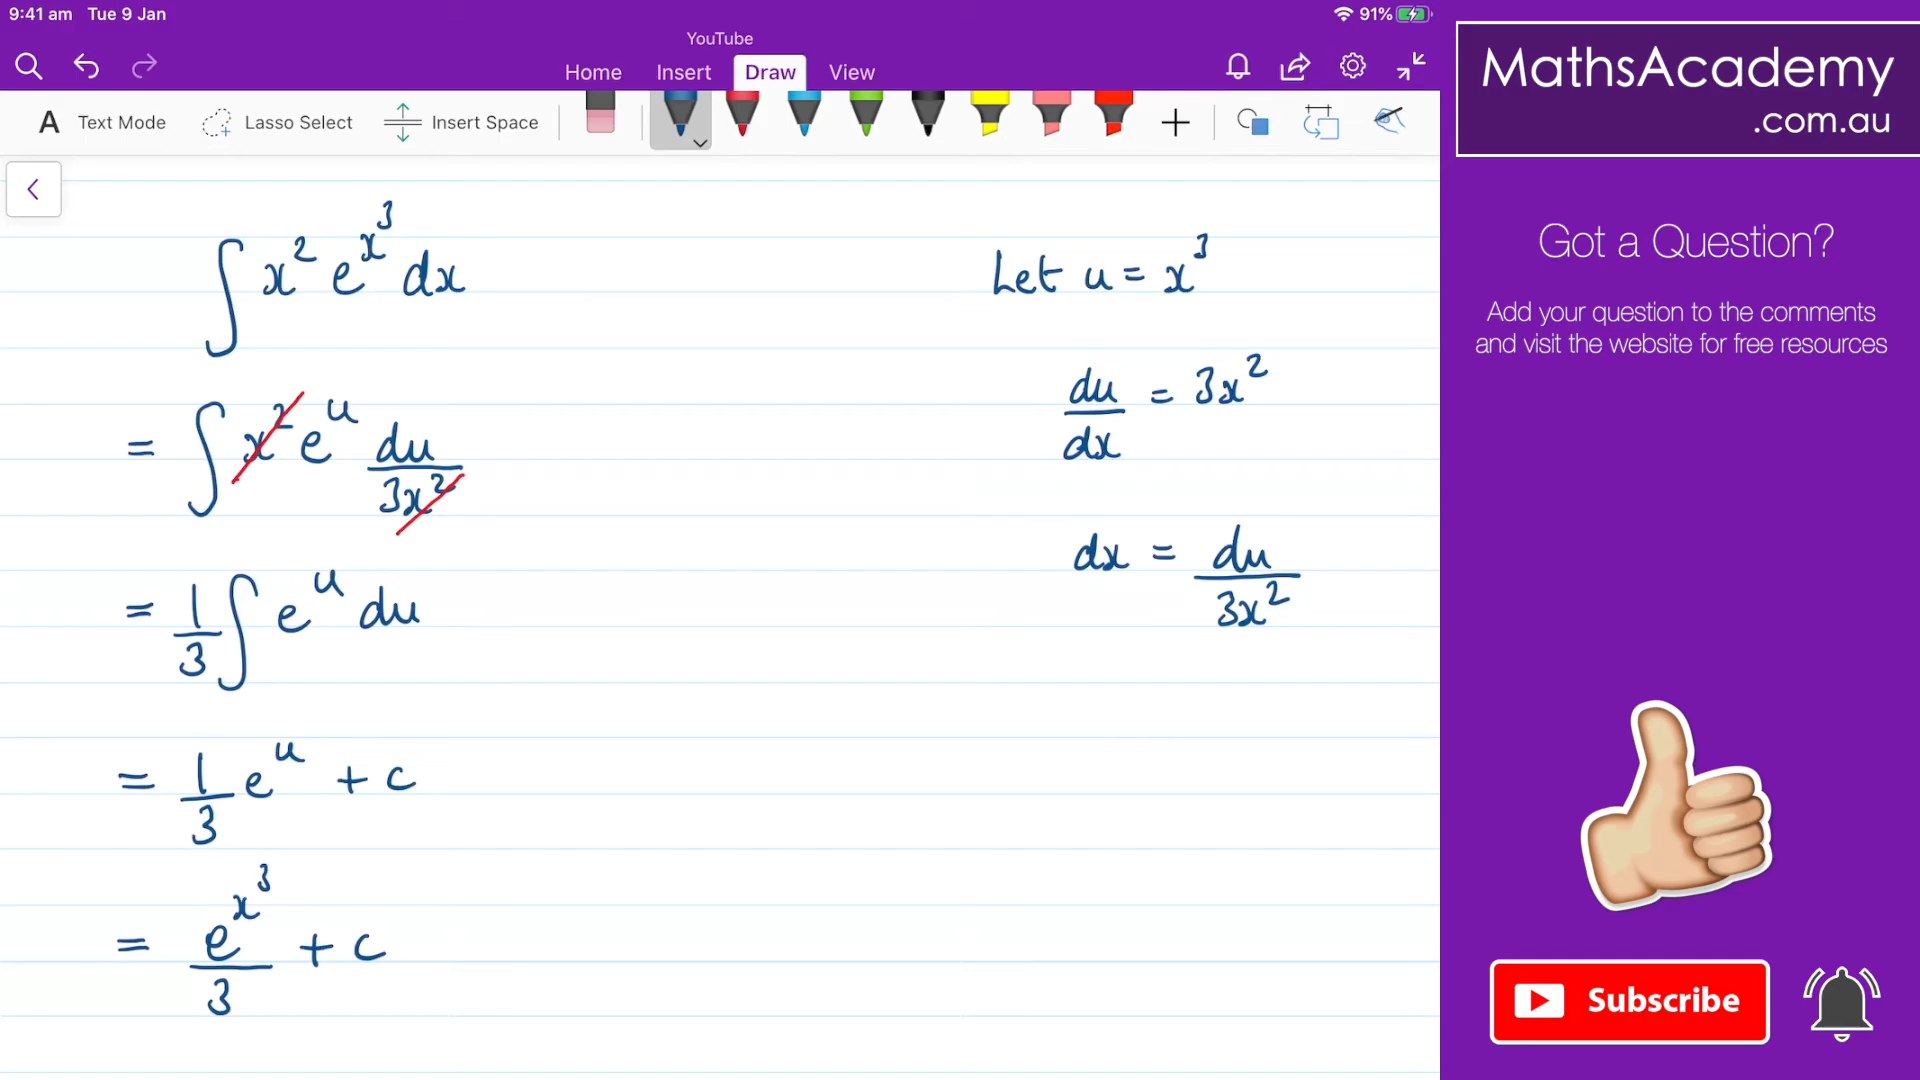 9:41 am Tue 9 Jan
91%
YouTube
Home Insert Draw View
A Text Mode Lasso Select Insert Space
∫ x² e^{x³} dx
Let u = x³
= ∫ x² e^u du/3x²
du/dx = 3x²
= 1/3 ∫ e^u du
dx = du/3x²
= 1/3 e^u + c
= e^{x³}/3 + c
MathsAcademy
.com.au
Got a Question?
Add your question to the comments
and visit the website for free resources
Subscribe